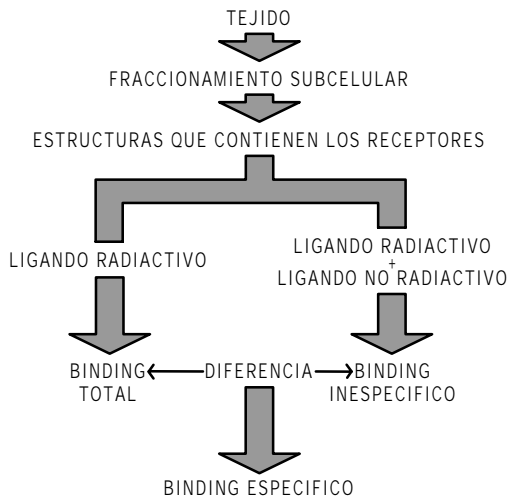 TEJIDO
FRACCIONAMIENTO SUBCELULAR
ESTRUCTURAS QUE CONTIENEN LOS RECEPTORES
LIGANDO RADIACTIVO
LIGANDO RADIACTIVO
+
LIGANDO NO RADIACTIVO
BINDING
TOTAL
DIFERENCIA
BINDING
INESPECIFICO
BINDING ESPECIFICO